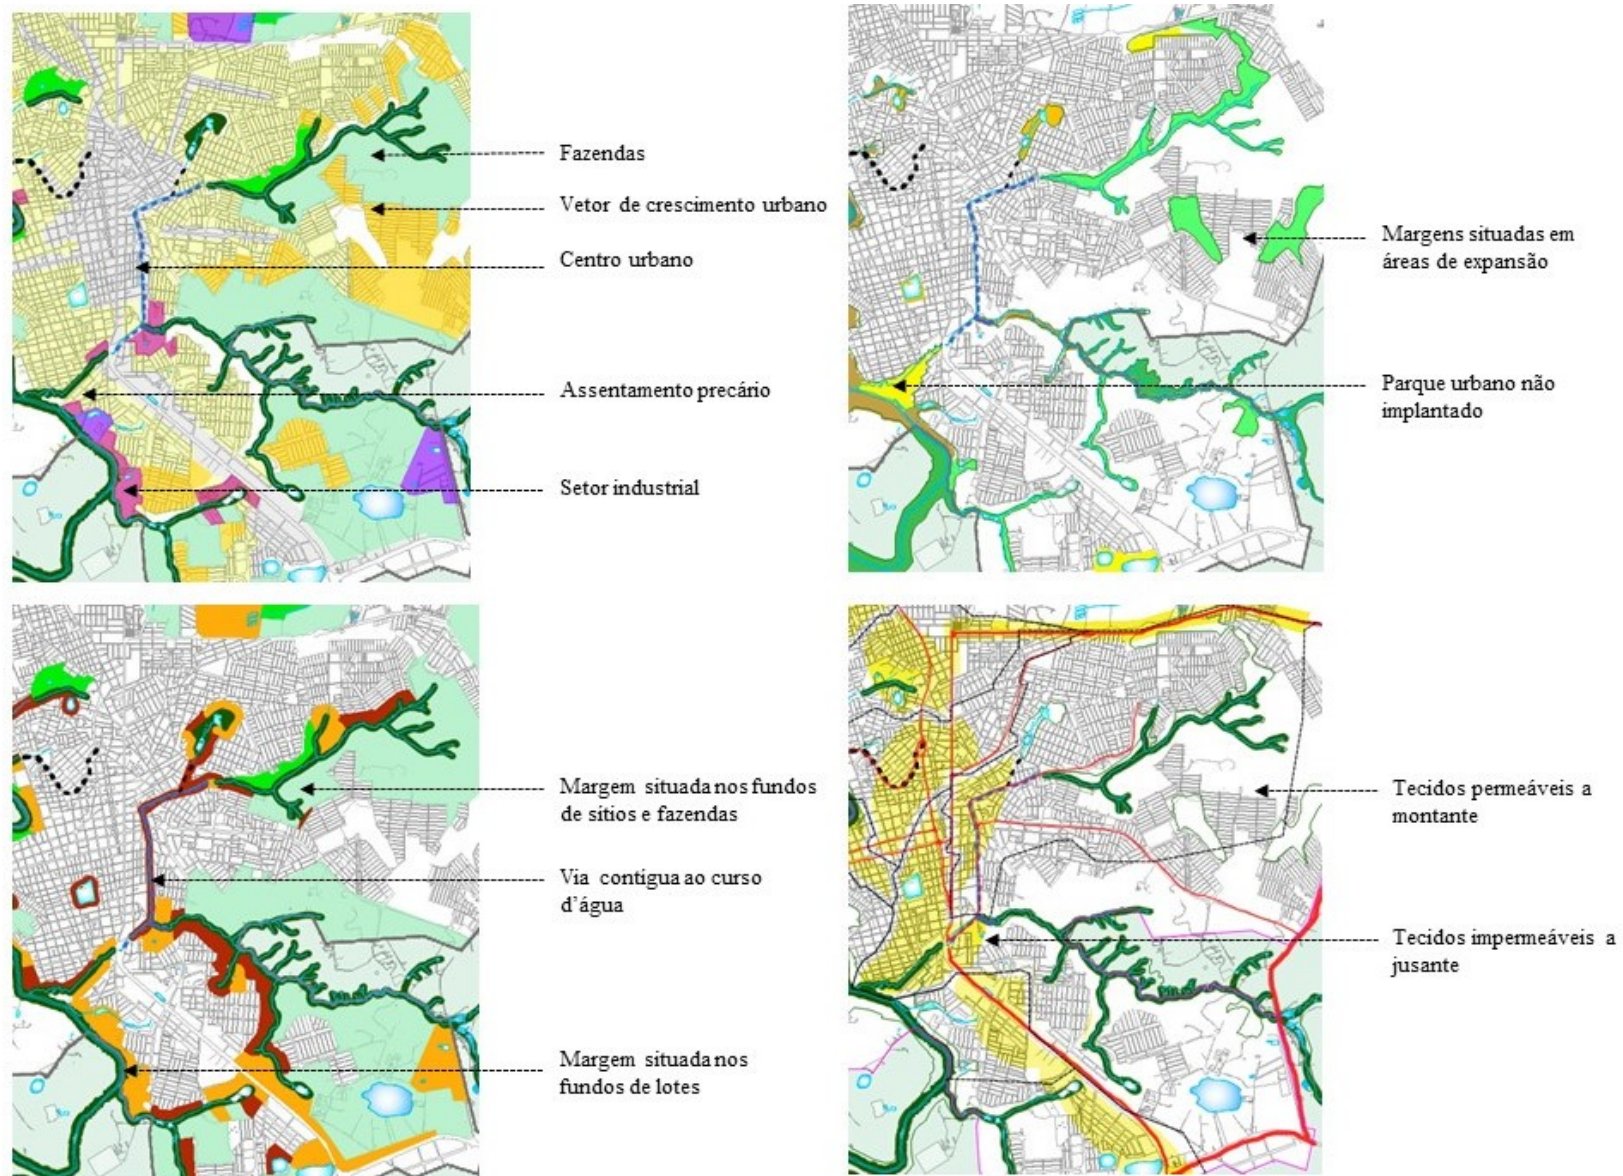 Fazendas
Vetor de crescimento urbano
Centro urbano
Assentamento precário
Setor industrial
Margens situadas em
áreas de expansão
Parque urbano não
implantado
Margem situada nos fundos
de sítios e fazendas
Via contigua ao curso
d’água
Margem situada nos
fundos de lotes
Tecidos permeáveis a
montante
Tecidos impermeáveis a
jusante